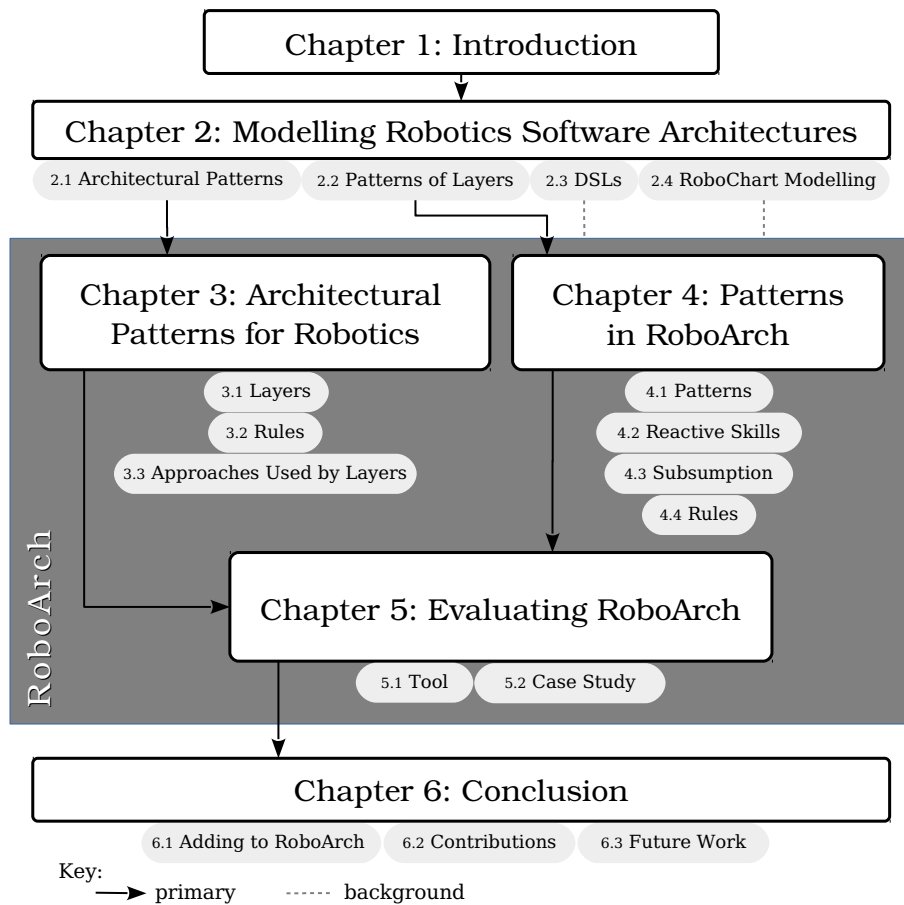 Chapter 1: Introduction
Chapter 2: Modelling Robotics Software Architectures
2.1 Architectural Patterns
2.2 Patterns of Layers
2.3 DSLs
2.4 RoboChart Modelling
Chapter 3: Architectural
Patterns for Robotics
3.1 Layers
3.2 Rules
3.3 Approaches Used by Layers
Chapter 4: Patterns
in RoboArch
4.1 Patterns
4.2 Reactive Skills
4.3 Subsumption
4.4 Rules
RoboArch
Chapter 5: Evaluating RoboArch
5.1 Tool
5.2 Case Study
Chapter 6: Conclusion
6.1 Adding to RoboArch
6.2 Contributions
6.3 Future Work
Key:
primary
background